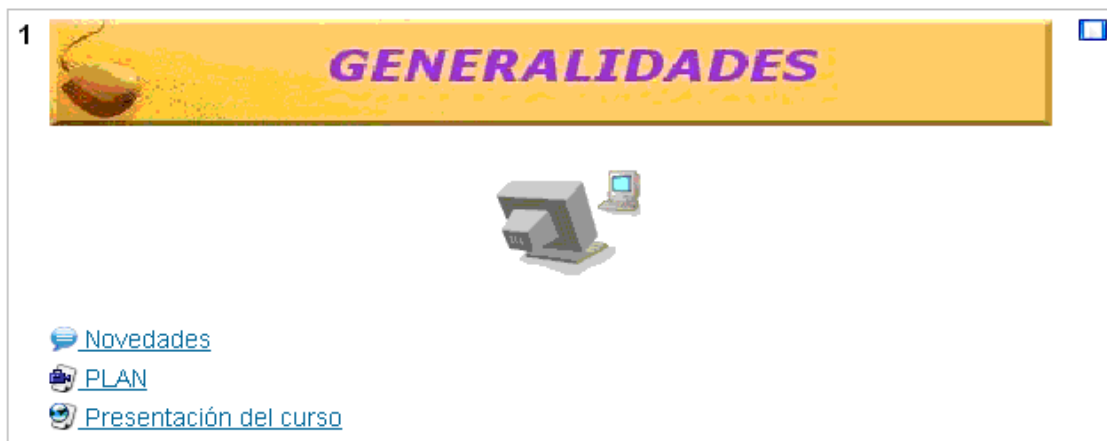 1
GENERALIDADES
Novedades
PLAN
Presentación del curso